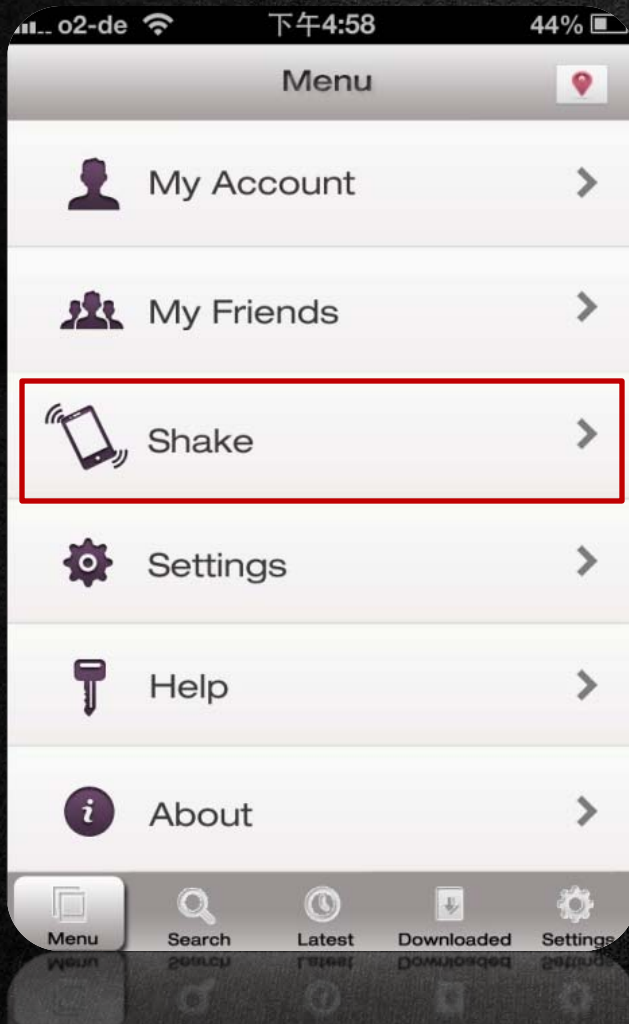 o2-de 下午4:58 44%
Menu
My Account
My Friends
Shake
Settings
Help
i About
Menu Search Latest Downloaded Settings